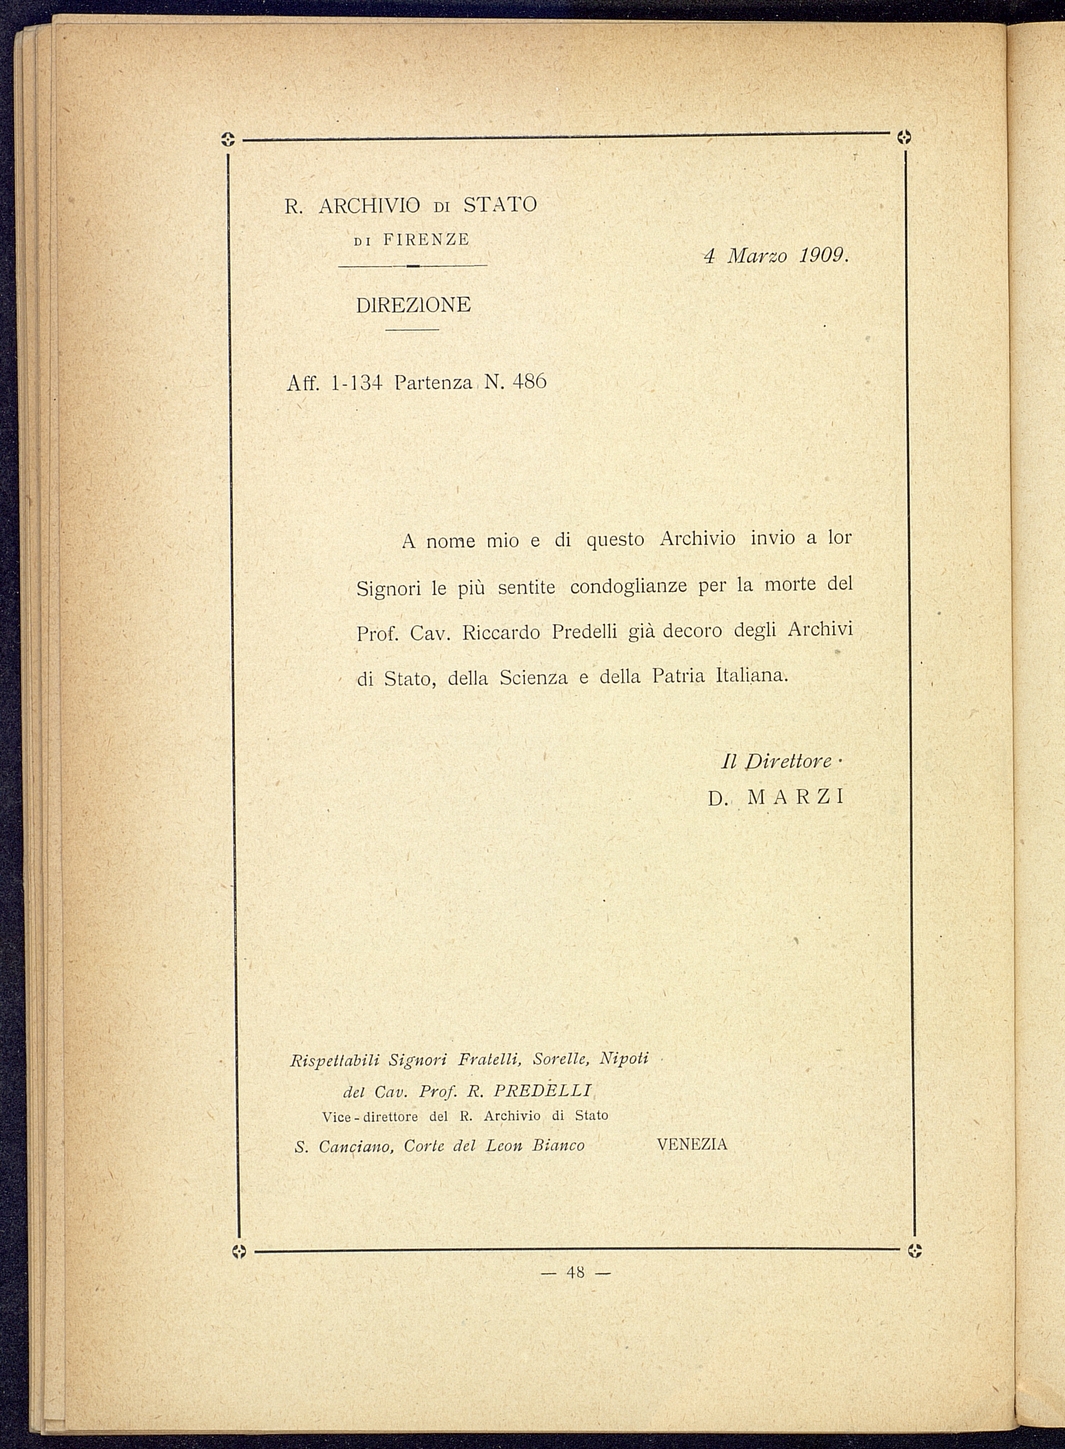 R. ARCHIVIO DI STATO
DI FIRENZE
4 Marzo 1909.
DIREZIONE
Aff. 1-134 Partenza N. 486
A nome mio e di questo Archivio invio a lor
Signori le più sentite condoglianze per la morte del
Prof. Cav. Riccardo Predelli già decoro degli Archivi
di Stato, della Scienza e della Patria Italiana.
Il Direttore
D. MARZI
Rispettabili Signori Fratelli, Sorelle, Nipoti
del Cav. Prof. R. PREDELLI
Vice-direttore del R. Archivio di Stato
S. Canciano, Corte del Leon Bianco VENEZIA
— 48 —